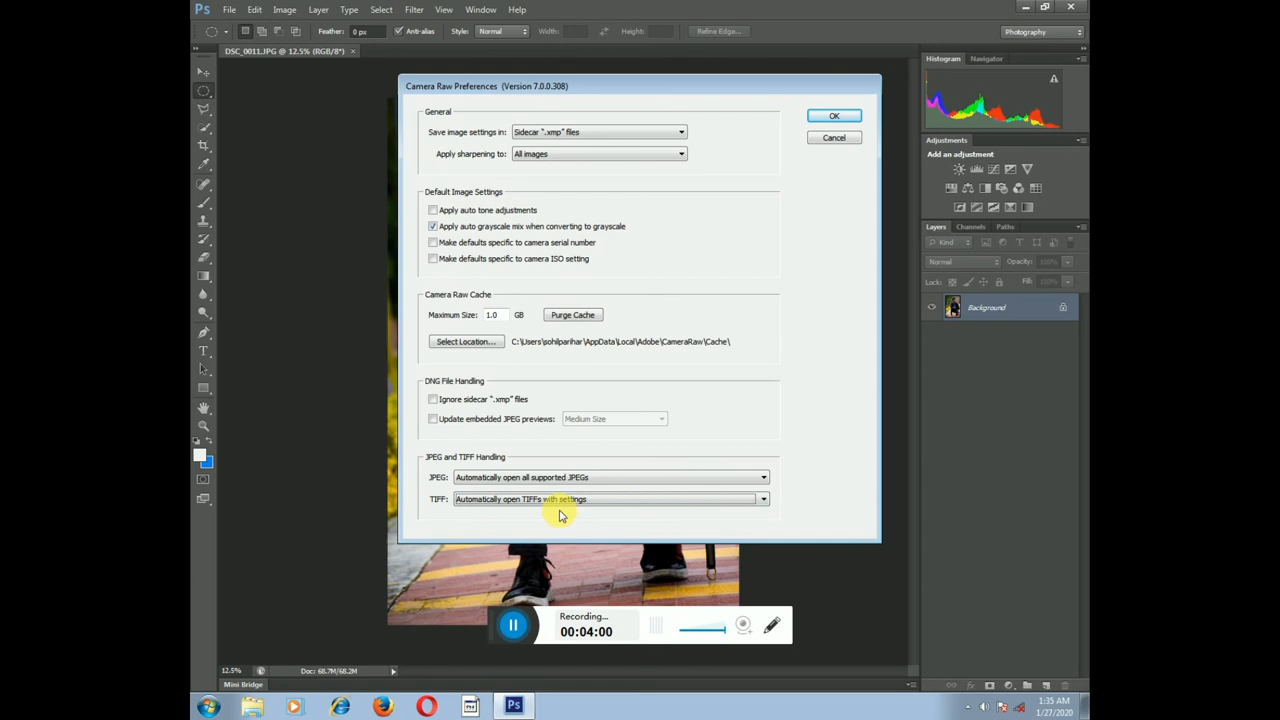 Ps File Edit Image Layer Type Select Filter View Window Help
Feather: 0 px Anti-alias Style: Normal Width: Height: Refine Edge... Photography
DSC_0011.JPG @ 12.5% (RGB/8*)
Histogram Navigator
Camera Raw Preferences (Version 7.0.0.308)
General
Save image settings in: Sidecar ".xmp" files
Apply sharpening to: All images
OK
Cancel
Default Image Settings
Apply auto tone adjustments
Apply auto grayscale mix when converting to grayscale
Make defaults specific to camera serial number
Make defaults specific to camera ISO setting
Camera Raw Cache
Maximum Size: 1.0 GB Purge Cache
Select Location... C:\Users\sohilparihar\AppData\Local\Adobe\CameraRaw\Cache\
DNG File Handling
Ignore sidecar ".xmp" files
Update embedded JPEG previews: Medium Size
JPEG and TIFF Handling
JPEG: Automatically open all supported JPEGs
TIFF: Automatically open TIFFs with settings
Adjustments
Add an adjustment
Layers Channels Paths
Kind
Normal Opacity: 100%
Lock: Fill: 100%
Background
Recording...
00:04:00
12.5% Doc: 68.7M/68.2M
Mini Bridge
Ps
1:35 AM
1/27/2020